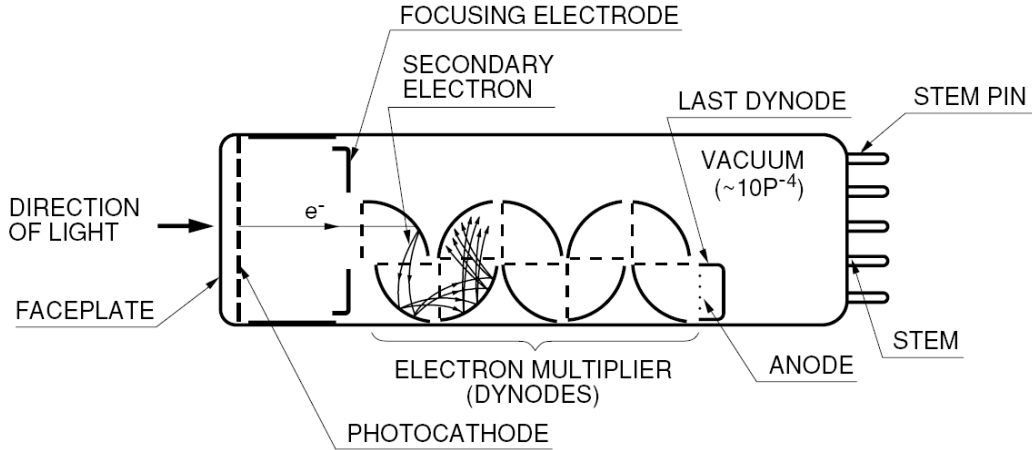 FOCUSING ELECTRODE
SECONDARY
ELECTRON
LAST DYNODE
STEM PIN
VACUUM
(~10P⁻⁴)
DIRECTION
OF LIGHT
e⁻
FACEPLATE
STEM
ANODE
ELECTRON MULTIPLIER
(DYNODES)
PHOTOCATHODE